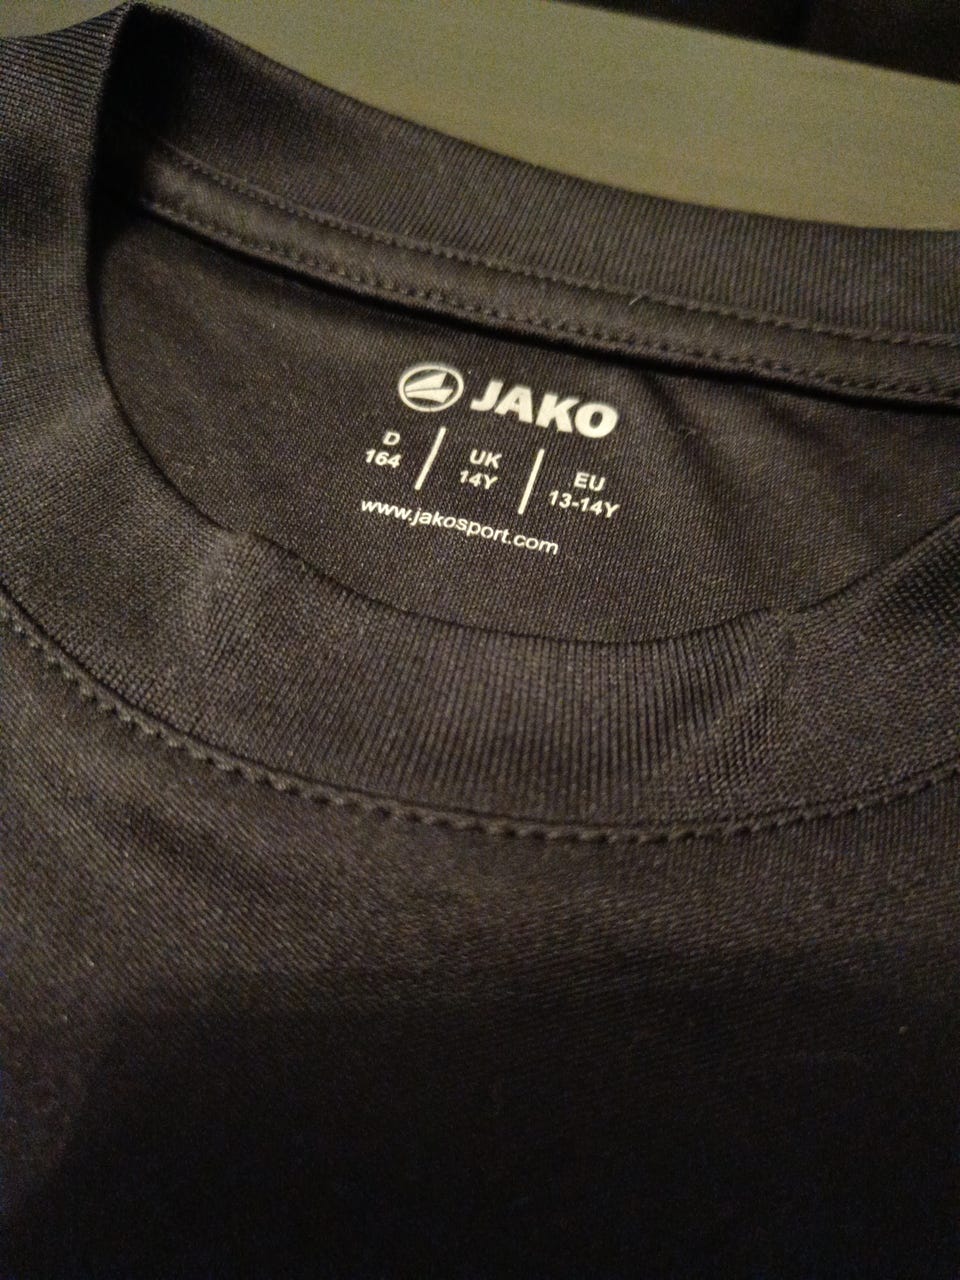 JAKO
D UK EU
164 14Y 13-14Y
www.jakosport.com